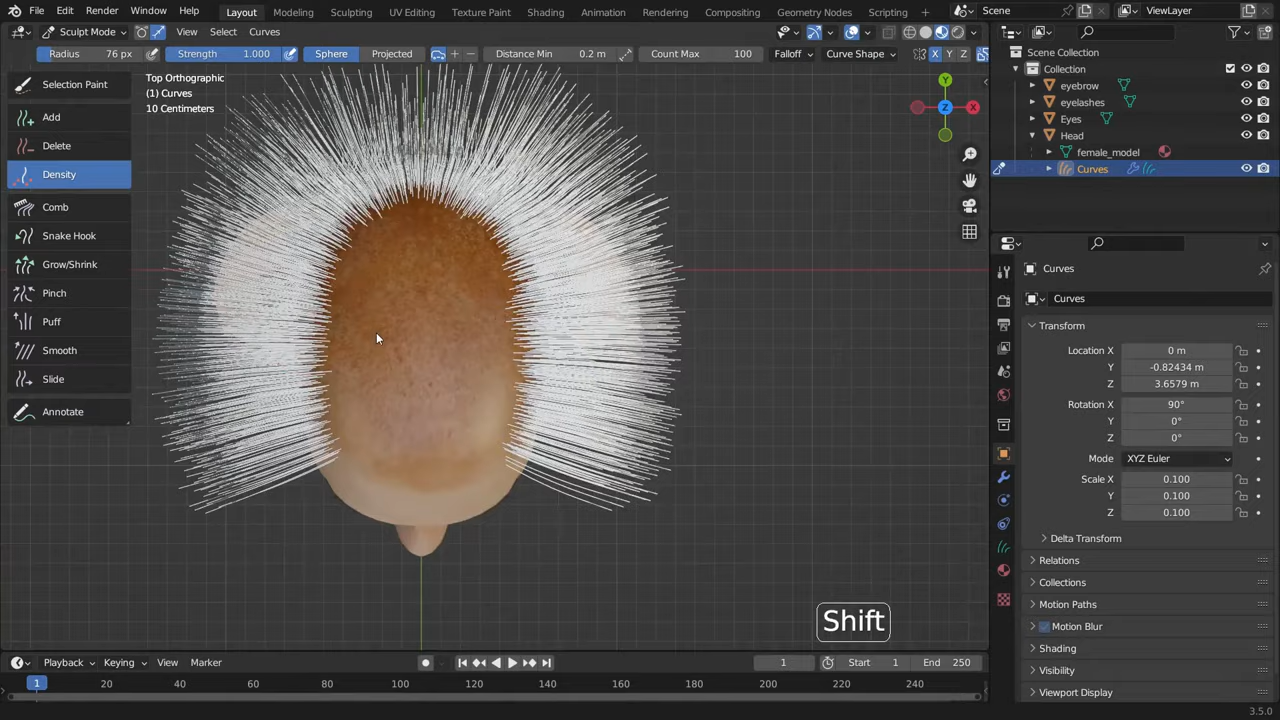 File Edit Render Window Help Layout Modeling Sculpting UV Editing Texture Paint Shading Animation Rendering Compositing Geometry Nodes Scripting Scene ViewLayer
Sculpt Mode View Select Curves
Radius 76 px Strength 1.000 Sphere Projected Distance Min 0.2 m Count Max 100 Falloff Curve Shape X Y Z
Selection Paint
Add
Delete
Density
Comb
Snake Hook
Grow/Shrink
Pinch
Puff
Smooth
Slide
Annotate
Top Orthographic
(1) Curves
10 Centimeters
Y
Z X
Shift
Scene Collection
Collection
eyebrow
eyelashes
Eyes
Head
female_model
Curves
Curves
Curves
Transform
Location X 0 m
Y -0.82434 m
Z 3.6579 m
Rotation X 90°
Y 0°
Z 0°
Mode XYZ Euler
Scale X 0.100
Y 0.100
Z 0.100
Delta Transform
Relations
Collections
Motion Paths
Motion Blur
Shading
Visibility
Viewport Display
Playback Keying View Marker 1 Start 1 End 250
1 20 40 60 80 100 120 140 160 180 200 220 240
3.5.0